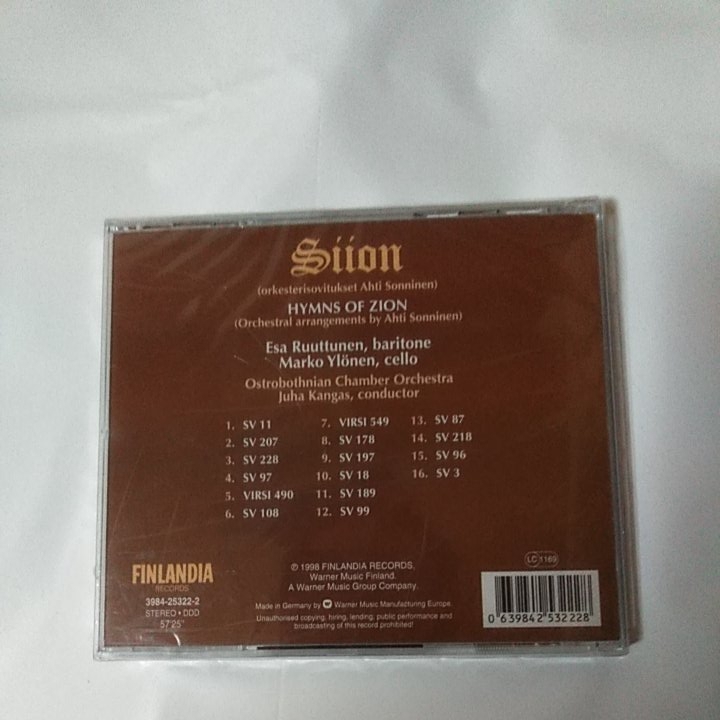 Siion
(orkesterisovitukset Ahti Sonninen)
HYMNS OF ZION
(Orchestral arrangements by Ahti Sonninen)
Esa Ruuttunen, baritone
Marko Ylönen, cello
Ostrobothnian Chamber Orchestra
Juha Kangas, conductor
1. SV 11
2. SV 207
3. SV 228
4. SV 97
5. VIRSI 490
6. SV 108
7. VIRSI 549
8. SV 178
9. SV 197
10. SV 18
11. SV 189
12. SV 99
13. SV 87
14. SV 218
15. SV 96
16. SV 3
FINLANDIA
RECORDS
3984-25322-2
STEREO • DDD
57'25"
℗ 1998 FINLANDIA RECORDS,
Warner Music Finland.
A Warner Music Group Company.
Made in Germany by Warner Music Manufacturing Europe.
Unauthorised copying, hiring, lending, public performance and
broadcasting of this record prohibited!
LC 1169
0 639842 532228